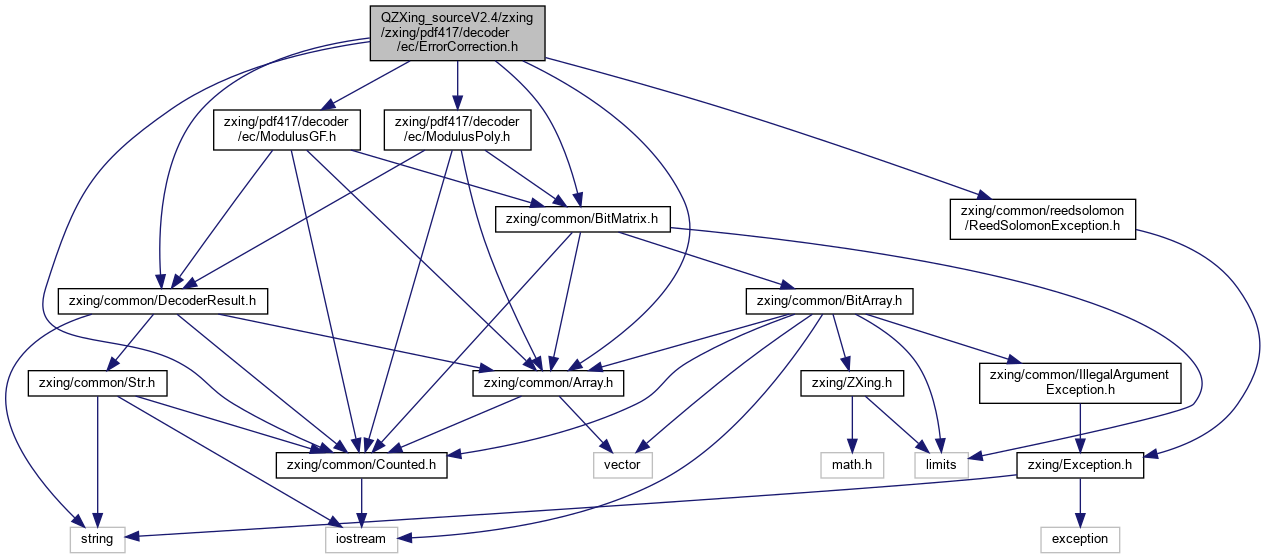 QZXing_sourceV2.4/zxing
/zxing/pdf417/decoder
/ec/ErrorCorrection.h
zxing/pdf417/decoder
/ec/ModulusGF.h
zxing/pdf417/decoder
/ec/ModulusPoly.h
zxing/common/BitMatrix.h
zxing/common/reedsolomon
/ReedSolomonException.h
zxing/common/DecoderResult.h
zxing/common/BitArray.h
zxing/common/Str.h
zxing/common/Array.h
zxing/ZXing.h
zxing/common/IllegalArgument
Exception.h
zxing/common/Counted.h
vector
math.h
limits
zxing/Exception.h
string
iostream
exception